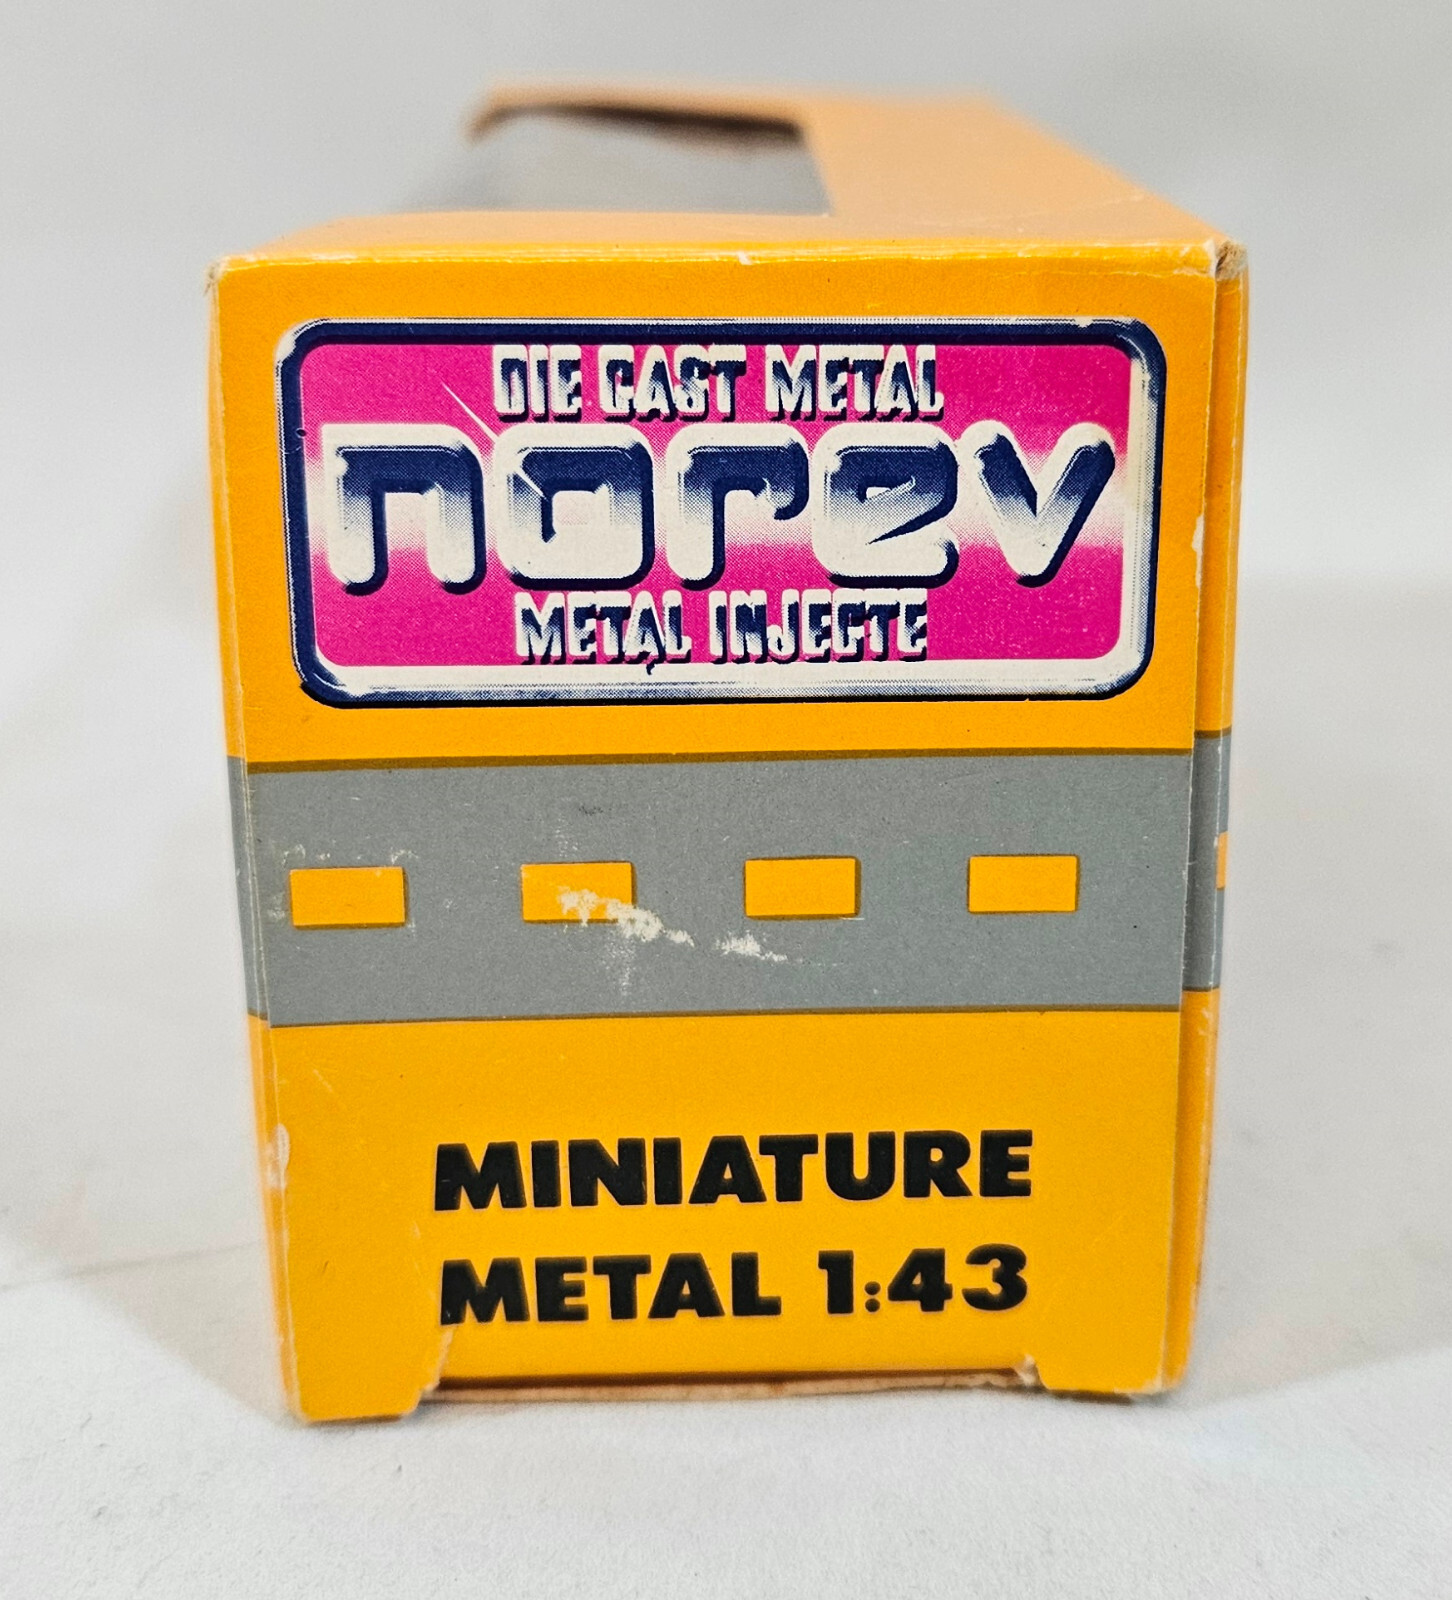 DIE CAST METAL
norev
METAL INJECTE
MINIATURE
METAL 1:43